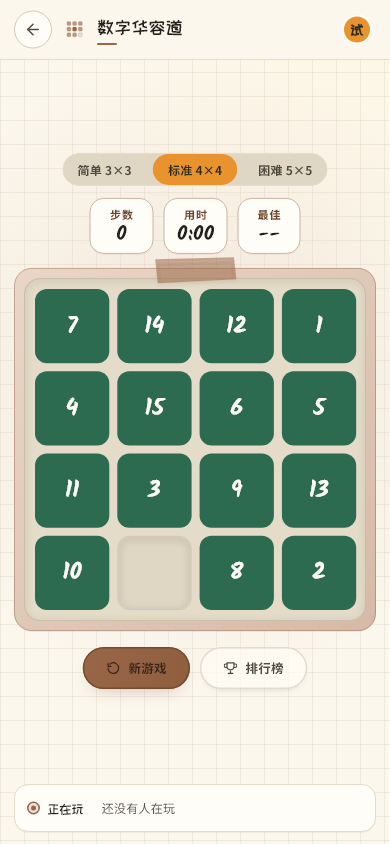 数字华容道
试
简单 3×3 标准 4×4 困难 5×5
步数 用时 最佳
0 0:00 --
7 14 12 1
4 15 6 5
11 3 9 13
10 8 2
新游戏 排行榜
正在玩 还没有人在玩